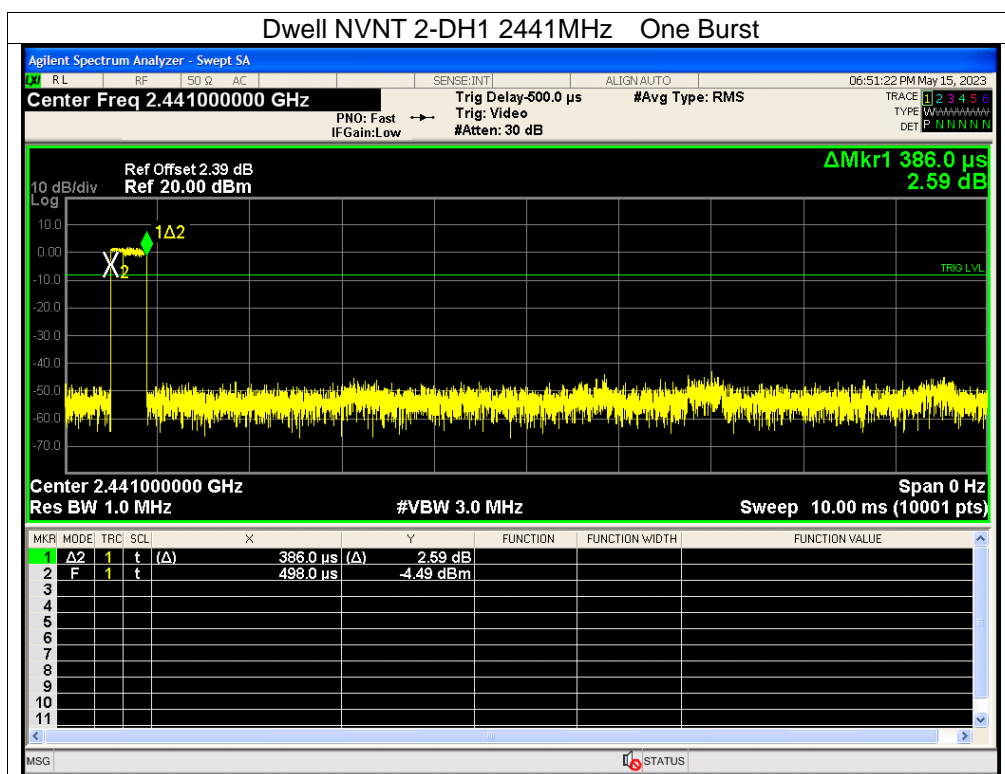 Dwell NVNT 2-DH1 2441MHz One Burst
Agilent Spectrum Analyzer - Swept SA
LXI RL RF 50 Ω AC SENSE:INT ALIGN AUTO 06:51:22 PM May 15, 2023
Center Freq 2.441000000 GHz Trig Delay-500.0 µs #Avg Type: RMS TRACE 1 2 3 4 5 6
PNO: Fast Trig: Video TYPE WWWWWW
IFGain:Low #Atten: 30 dB DET P N N N N N
ΔMkr1 386.0 µs
2.59 dB
Ref Offset 2.39 dB
10 dB/div Ref 20.00 dBm
Log
10.0
1Δ2
0.00
2
TRIG LVL
-10.0
-20.0
-30.0
-40.0
-50.0
-60.0
-70.0
Center 2.441000000 GHz Span 0 Hz
Res BW 1.0 MHz #VBW 3.0 MHz Sweep 10.00 ms (10001 pts)
MKR MODE TRC SCL X Y FUNCTION FUNCTION WIDTH FUNCTION VALUE
1 Δ2 1 t (Δ) 386.0 µs (Δ) 2.59 dB
2 F 1 t 498.0 µs -4.49 dBm
3
4
5
6
7
8
9
10
11
MSG STATUS